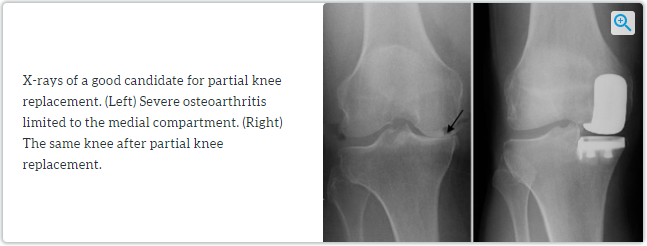 X-rays of a good candidate for partial knee
replacement. (Left) Severe osteoarthritis
limited to the medial compartment. (Right)
The same knee after partial knee
replacement.